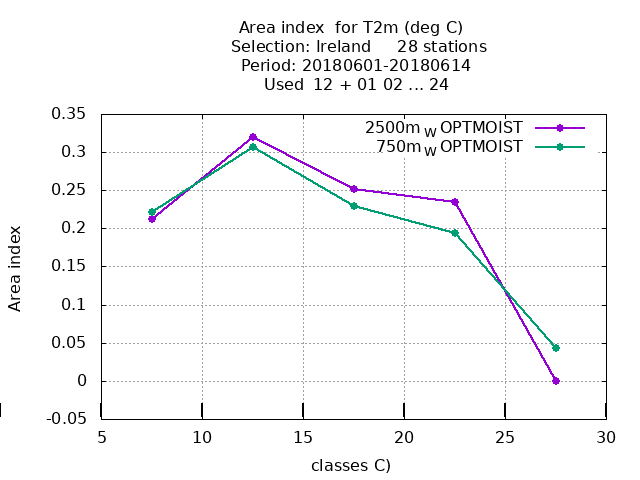 Area index  for T2m (deg C)
Selection: Ireland     28 stations
Period: 20180601-20180614
Used  12 + 01 02 ... 24
2500m W OPTMOIST
750m W OPTMOIST
0.35
0.3
0.25
0.2
0.15
0.1
0.05
0
-0.05
Area index
5 10 15 20 25 30
classes C)